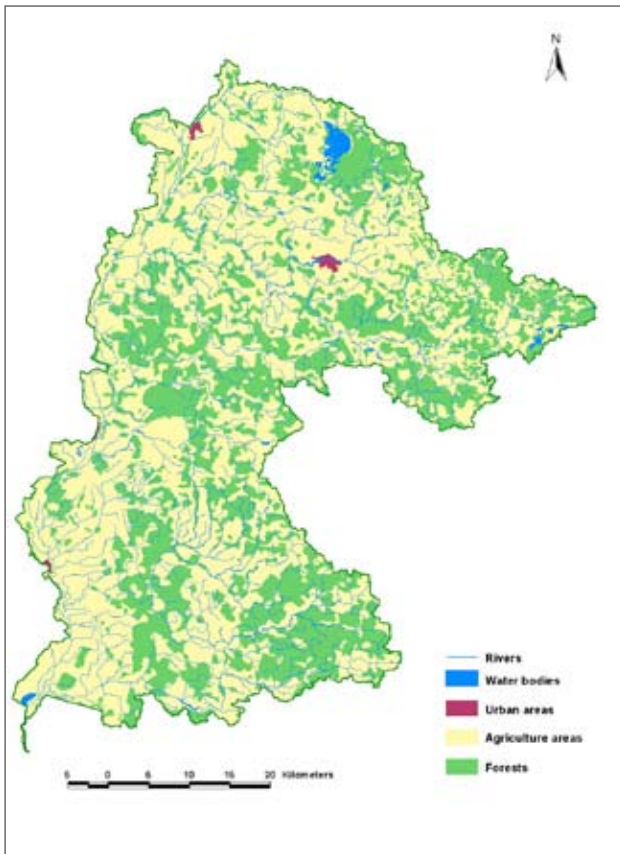 N
Rivers
Water bodies
Urban areas
Agriculture areas
Forests
5 0 5 10 15 20 Kilometers